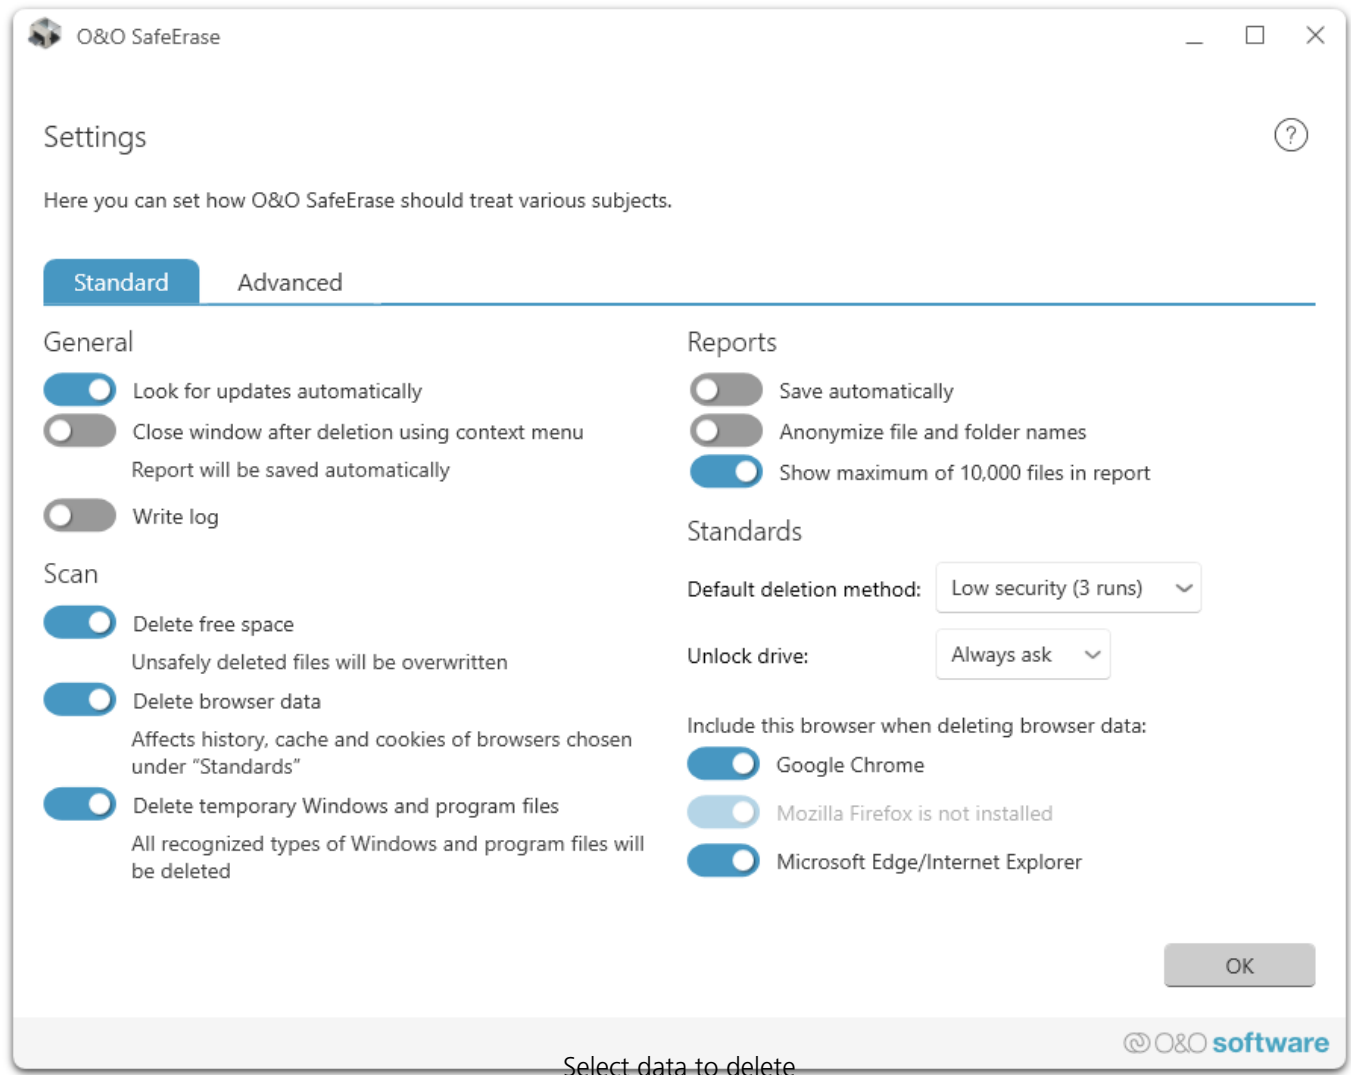 O&O SafeErase
Settings
?
Here you can set how O&O SafeErase should treat various subjects.
Standard
Advanced
General
Look for updates automatically
Close window after deletion using context menu
Report will be saved automatically
Write log
Scan
Delete free space
Unsafely deleted files will be overwritten
Delete browser data
Affects history, cache and cookies of browsers chosen
under “Standards”
Delete temporary Windows and program files
All recognized types of Windows and program files will
be deleted
Reports
Save automatically
Anonymize file and folder names
Show maximum of 10,000 files in report
Standards
Default deletion method: Low security (3 runs)
Unlock drive: Always ask
Include this browser when deleting browser data:
Google Chrome
Mozilla Firefox is not installed
Microsoft Edge/Internet Explorer
OK
O&O software
Select data to delete